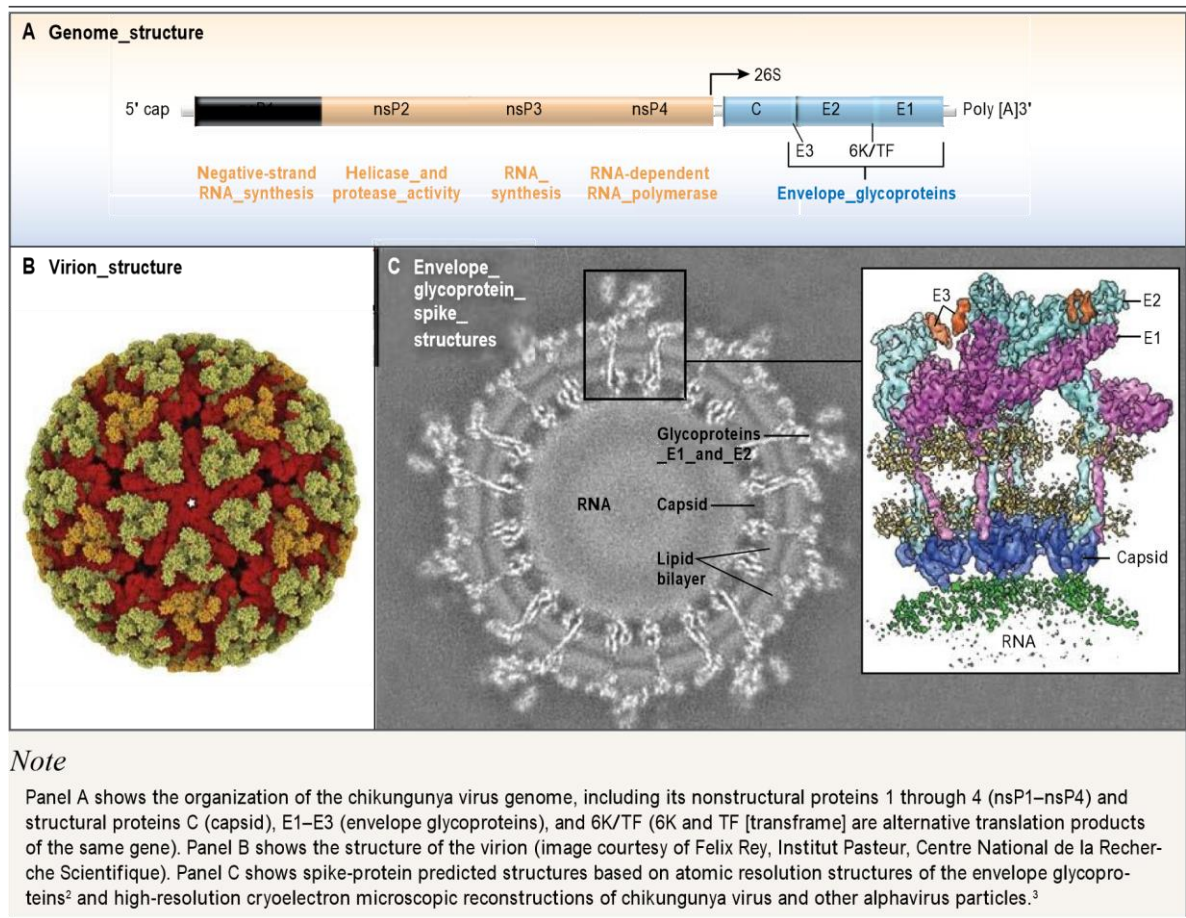 A Genome_structure
26S
5' cap
nsP2
nsP3
nsP4
C
E2
E1
Poly [A]3'
E3
6K/TF
Negative-strand
RNA_synthesis
Helicase_and
protease_activity
RNA_
synthesis
RNA-dependent
RNA_polymerase
Envelope_glycoproteins
B Virion_structure
C Envelope_
glycoprotein_
spike_
structures
Glycoproteins
_E1_and_E2
RNA
Capsid
Lipid
bilayer
E3
E2
E1
Capsid
RNA
Note
Panel A shows the organization of the chikungunya virus genome, including its nonstructural proteins 1 through 4 (nsP1–nsP4) and
structural proteins C (capsid), E1–E3 (envelope glycoproteins), and 6K/TF (6K and TF [transframe] are alternative translation products
of the same gene). Panel B shows the structure of the virion (image courtesy of Felix Rey, Institut Pasteur, Centre National de la Recher-
che Scientifique). Panel C shows spike-protein predicted structures based on atomic resolution structures of the envelope glycopro-
teins² and high-resolution cryoelectron microscopic reconstructions of chikungunya virus and other alphavirus particles.³